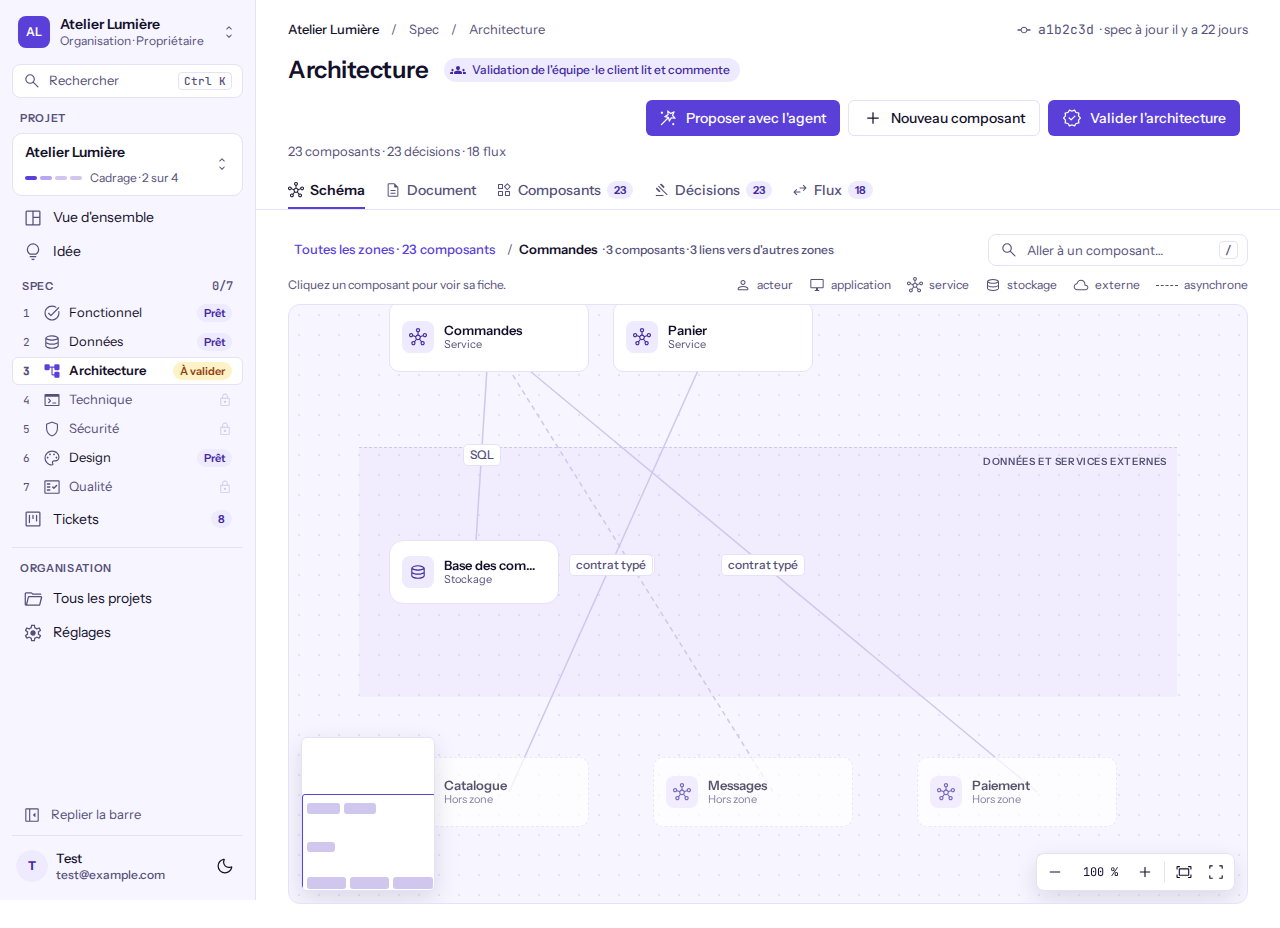 AL
Atelier Lumière
Organisation·Propriétaire
Rechercher
Ctrl K
PROJET
Atelier Lumière
Cadrage·2 sur 4
Vue d'ensemble
Idée
SPEC 0/7
1 Fonctionnel Prêt
2 Données Prêt
3 Architecture À valider
4 Technique
5 Sécurité
6 Design Prêt
7 Qualité
Tickets 8
ORGANISATION
Tous les projets
Réglages
Replier la barre
T
Test
test@example.com
Atelier Lumière / Spec / Architecture
a1b2c3d ·spec à jour il y a 22 jours
Architecture
Validation de l'équipe·le client lit et commente
Proposer avec l'agent
Nouveau composant
Valider l'architecture
23 composants·23 décisions·18 flux
Schéma
Document
Composants 23
Décisions 23
Flux 18
Toutes les zones·23 composants / Commandes ·3 composants·3 liens vers d'autres zones
Aller à un composant… /
Cliquez un composant pour voir sa fiche.
acteur
application
service
stockage
externe
asynchrone
Commandes
Service
Panier
Service
SQL
DONNÉES ET SERVICES EXTERNES
Base des com…
Stockage
contrat typé
contrat typé
Catalogue
Hors zone
Messages
Hors zone
Paiement
Hors zone
100 %